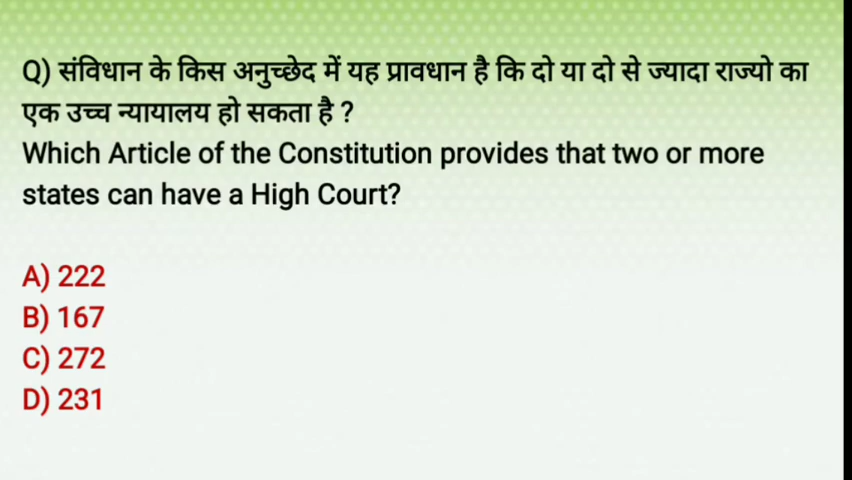 Q) संविधान के किस अनुच्छेद में यह प्रावधान है कि दो या दो से ज्यादा राज्यो का
एक उच्च न्यायालय हो सकता है ?
Which Article of the Constitution provides that two or more
states can have a High Court?
A) 222
B) 167
C) 272
D) 231